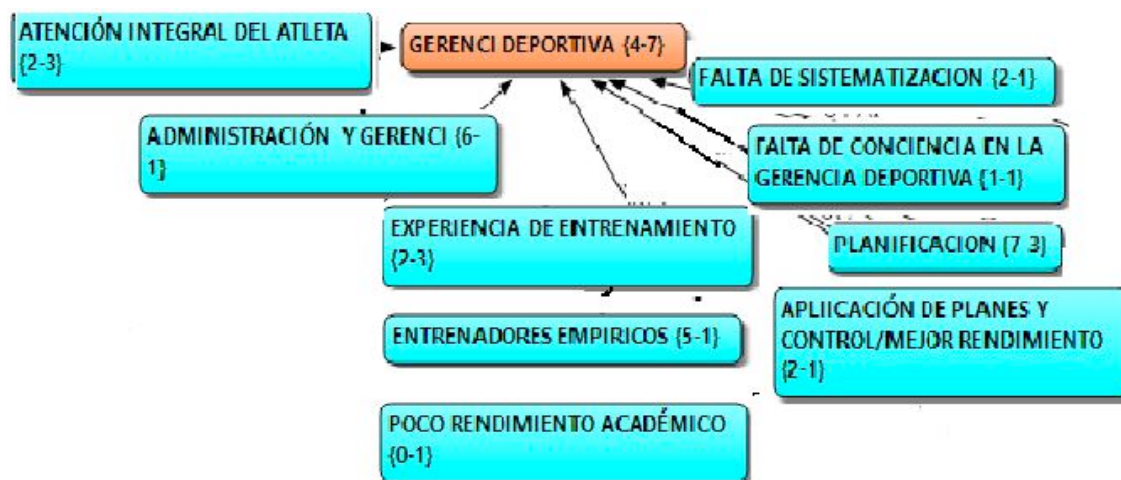 ATENCIÓN INTEGRAL DEL ATLETA
{2-3}
GERENCI DEPORTIVA {4-7}
FALTA DE SISTEMATIZACION {2-1}
ADMINISTRACIÓN Y GERENCI {6-
1}
FALTA DE CONCIENCIA EN LA
GERENCIA DEPORTIVA {1-1}
EXPERIENCIA DE ENTRENAMIENTO
{2-3}
PLANIFICACION {7-3}
ENTRENADORES EMPIRICOS {5-1}
APLIICACIÓN DE PLANES Y
CONTROL/MEJOR RENDIMIENTO
{2-1}
POCO RENDIMIENTO ACADÉMICO
{0-1}